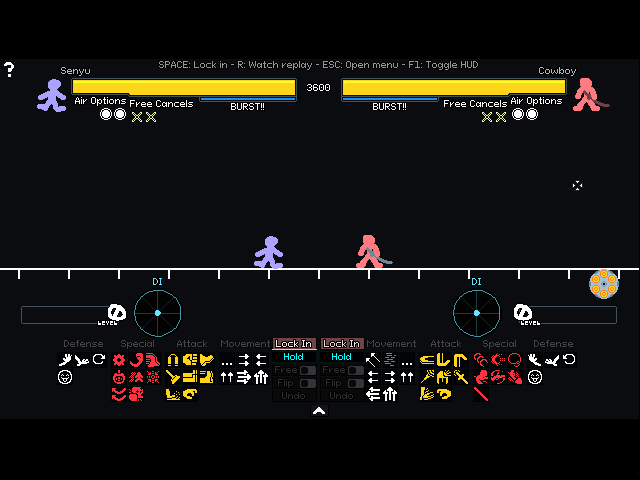 SPACE: Lock in - R: Watch replay - ESC: Open menu - F1: Toggle HUD
?
Senyu
Cowboy
3600
Air Options
Free Cancels
BURST!!
BURST!!
Free Cancels
Air Options
DI
DI
0
LEVEL
0
LEVEL
Defense
Special
Attack
Movement
Lock In
Lock In
Movement
Attack
Special
Defense
Hold
Hold
Free
Free
Flip
Flip
Undo
Undo